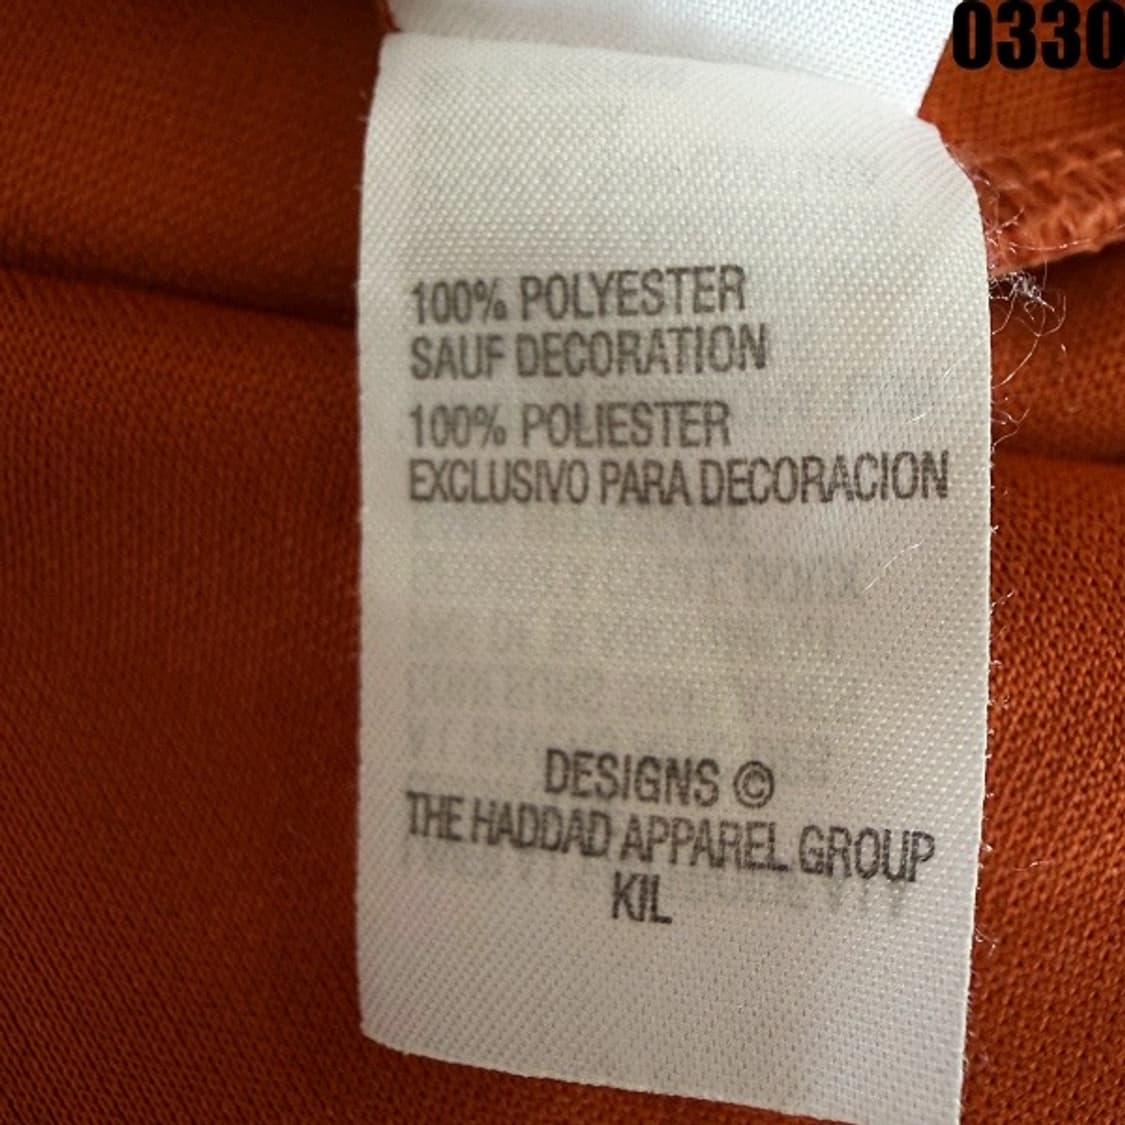 0330
100% POLYESTER
SAUF DECORATION
100% POLIESTER
EXCLUSIVO PARA DECORACION
DESIGNS ©
THE HADDAD APPAREL GROUP
KIL